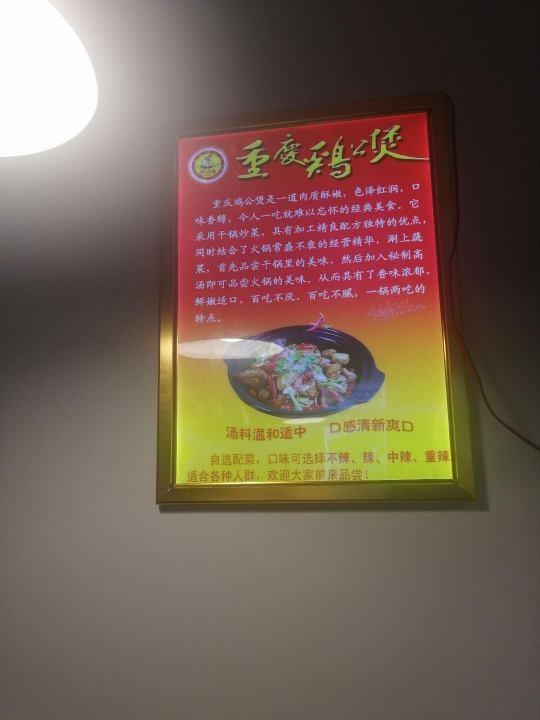 重庆鸡公煲
重庆鸡公煲是一道肉质酥嫩，色泽红润，口
味香醇，令人一吃就难以忘怀的经典美食。它
采用干锅炒菜，具有加工精良配方独特的优点，
同时结合了火锅常盛不衰的经营精华，涮上蔬
菜，首先品尝干锅里的美味，然后加入秘制高
汤即可品尝火锅的美味。从而具有了香味浓郁、
鲜嫩适口，百吃不厌、百吃不腻，一锅两吃的
特点。
汤料温和适中 口感清新爽口
自选配菜，口味可选择不辣、辣、中辣、重辣
适合各种人群，欢迎大家前来品尝！